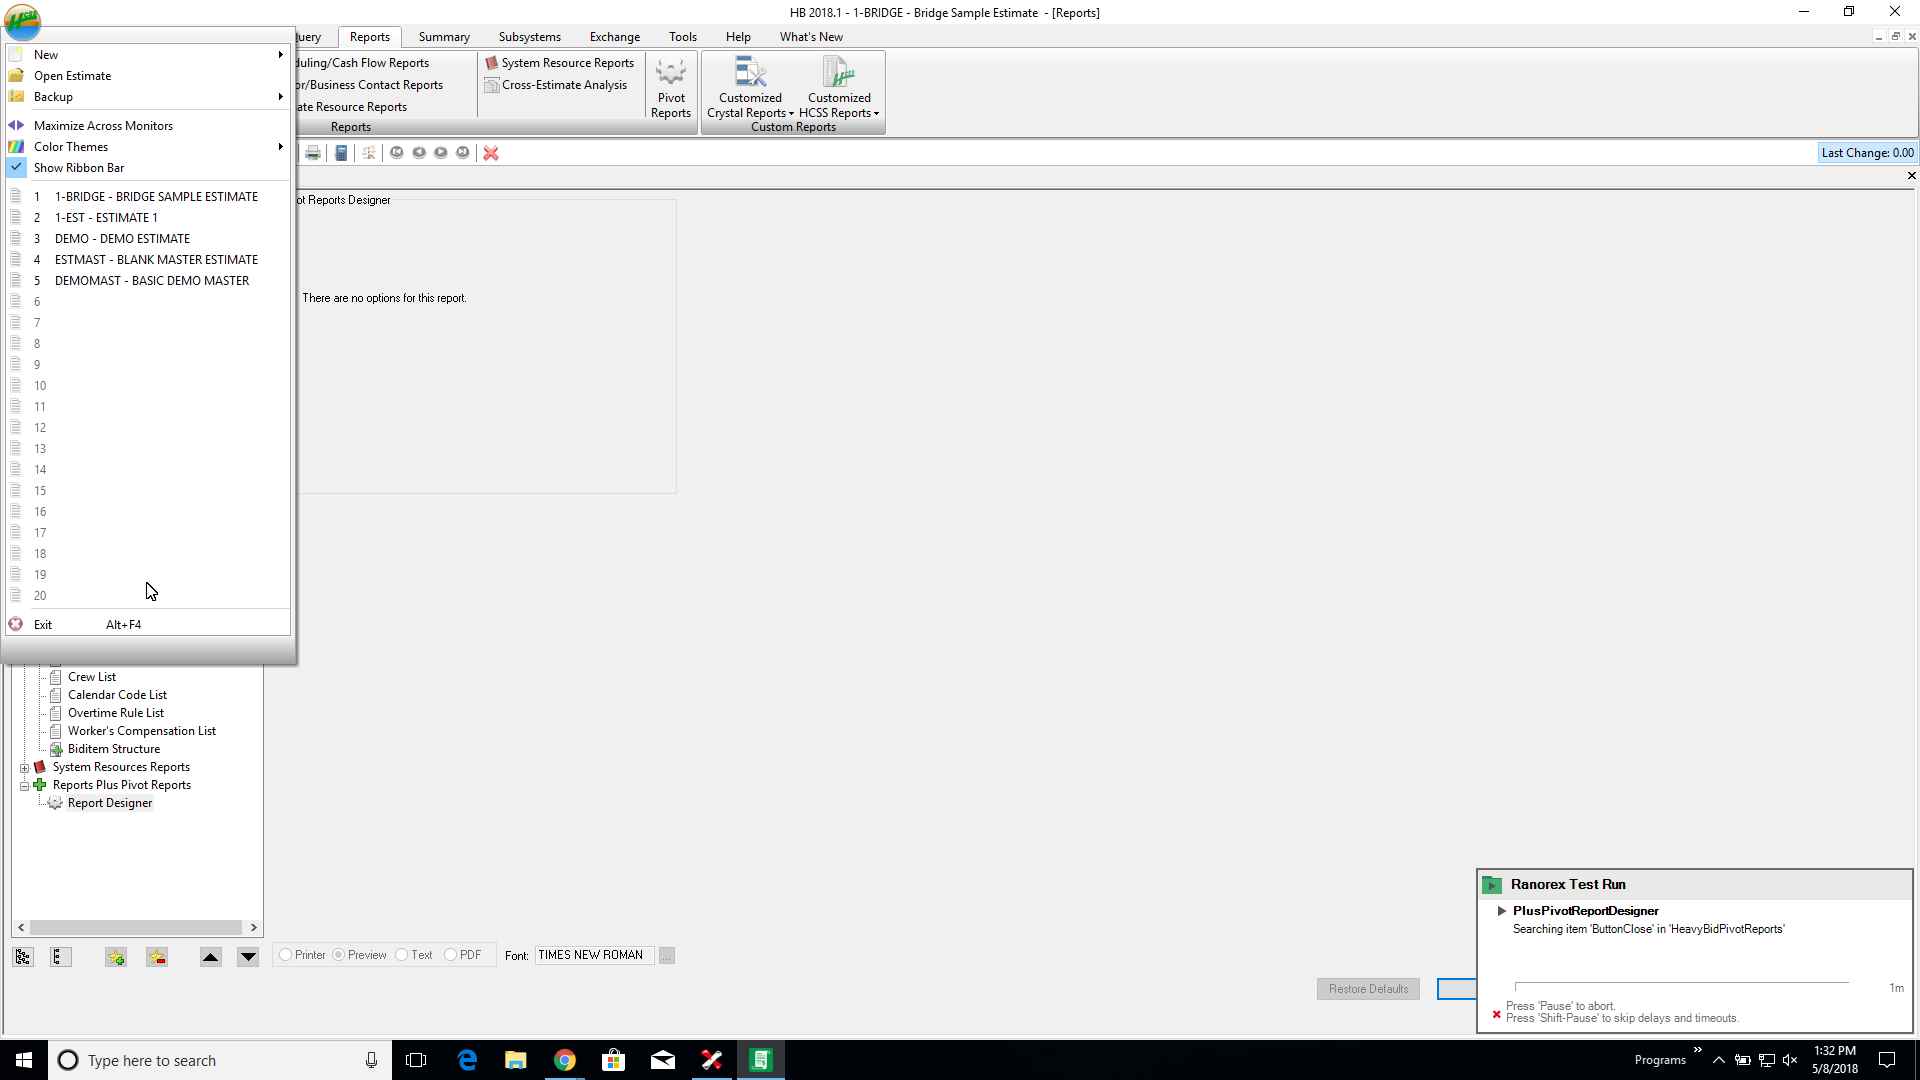 HB 2018.1 - 1-BRIDGE - Bridge Sample Estimate - [Reports]
uery Reports Summary Subsystems Exchange Tools Help What's New
New
Open Estimate
Backup
Maximize Across Monitors
Color Themes
Show Ribbon Bar
1 1-BRIDGE - BRIDGE SAMPLE ESTIMATE
2 1-EST - ESTIMATE 1
3 DEMO - DEMO ESTIMATE
4 ESTMAST - BLANK MASTER ESTIMATE
5 DEMOMAST - BASIC DEMO MASTER
6
7
8
9
10
11
12
13
14
15
16
17
18
19
20
Exit Alt+F4
duling/Cash Flow Reports
or/Business Contact Reports
ate Resource Reports
System Resource Reports
Cross-Estimate Analysis
Pivot
Reports
Reports
Customized
Crystal Reports
Customized
HCSS Reports
Custom Reports
Last Change: 0.00
ot Reports Designer
There are no options for this report.
Crew List
Calendar Code List
Overtime Rule List
Worker's Compensation List
Biditem Structure
System Resources Reports
Reports Plus Pivot Reports
Report Designer
Printer Preview Text PDF Font: TIMES NEW ROMAN ...
Restore Defaults
Ranorex Test Run
PlusPivotReportDesigner
Searching item 'ButtonClose' in 'HeavyBidPivotReports'
1m
Press 'Pause' to abort.
Press 'Shift-Pause' to skip delays and timeouts.
Type here to search
Programs
1:32 PM
5/8/2018